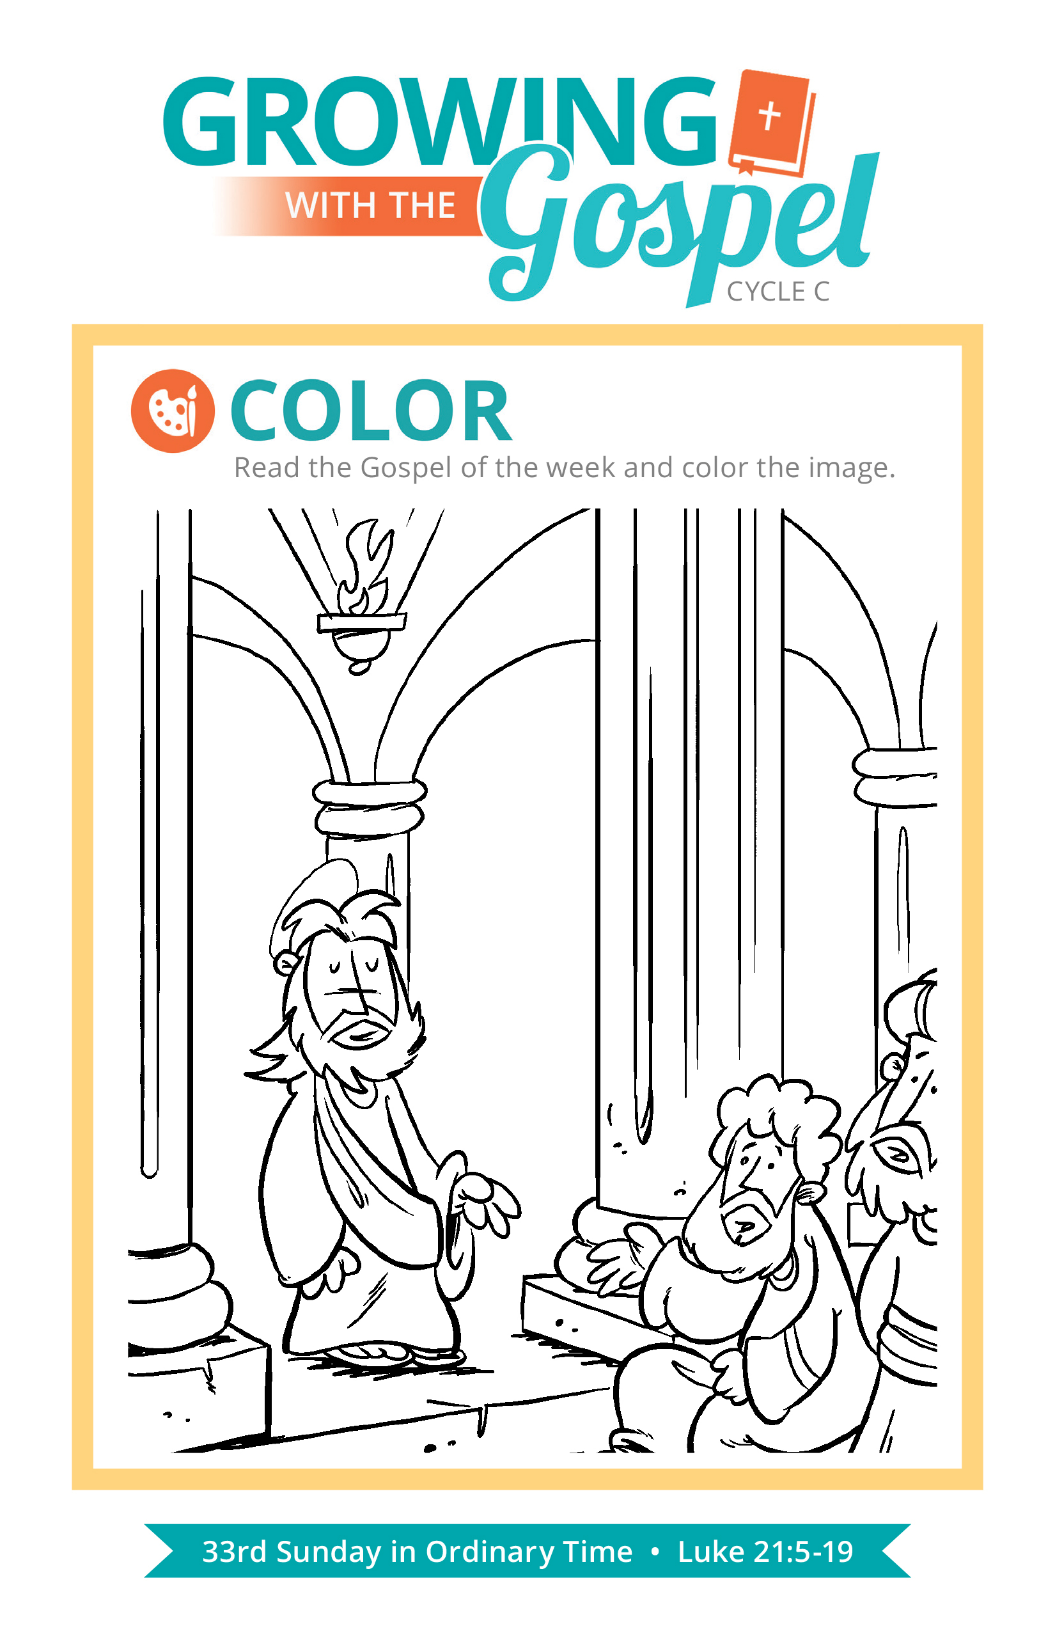 GROWING
WITH THE
Gospel
CYCLE C
COLOR
Read the Gospel of the week and color the image.
33rd Sunday in Ordinary Time • Luke 21:5-19